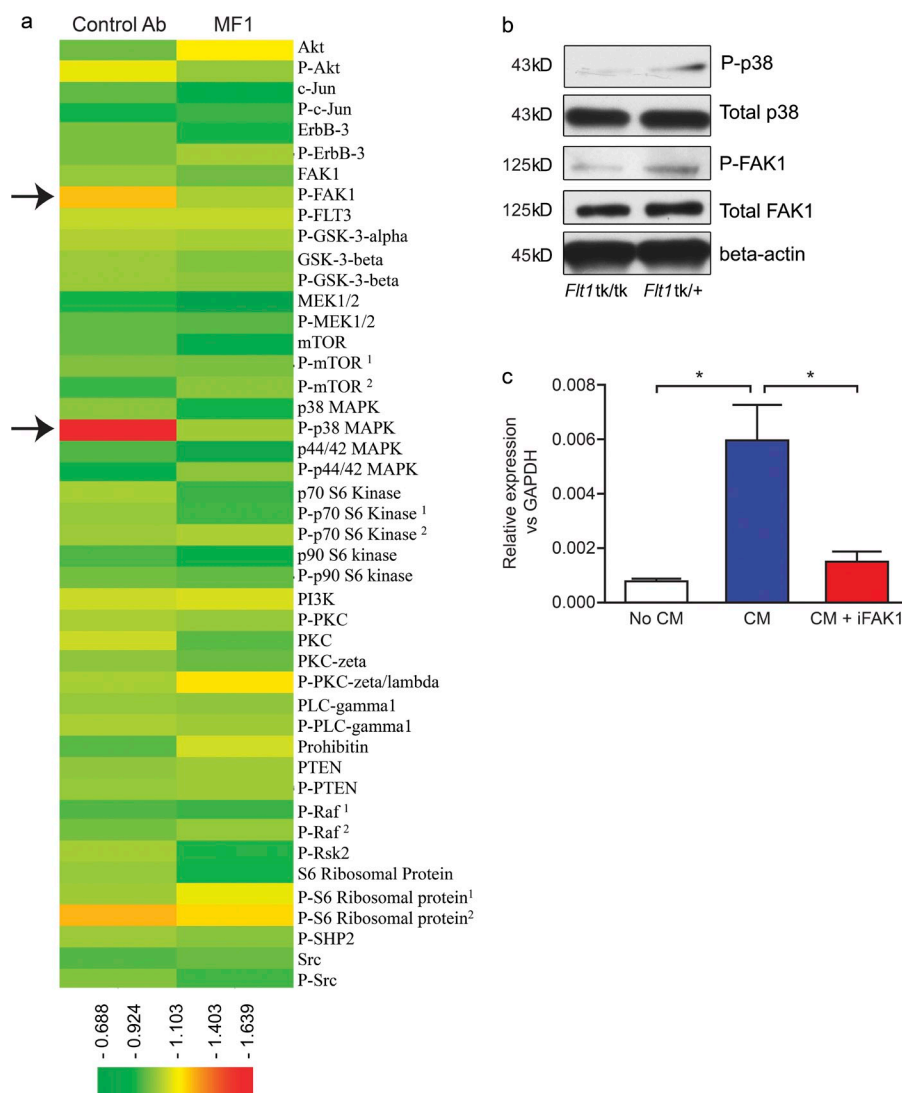 a
Control Ab MF1
Akt
P-Akt
c-Jun
P-c-Jun
ErbB-3
P-ErbB-3
FAK1
P-FAK1
P-FLT3
P-GSK-3-alpha
GSK-3-beta
P-GSK-3-beta
MEK1/2
P-MEK1/2
mTOR
P-mTOR 1
P-mTOR 2
p38 MAPK
P-p38 MAPK
p44/42 MAPK
P-p44/42 MAPK
p70 S6 Kinase
P-p70 S6 Kinase 1
P-p70 S6 Kinase 2
p90 S6 kinase
P-p90 S6 kinase
PI3K
P-PKC
PKC
PKC-zeta
P-PKC-zeta/lambda
PLC-gamma1
P-PLC-gamma1
Prohibitin
PTEN
P-PTEN
P-Raf 1
P-Raf 2
P-Rsk2
S6 Ribosomal Protein
P-S6 Ribosomal protein1
P-S6 Ribosomal protein2
P-SHP2
Src
P-Src
- 0.688
- 0.924
- 1.103
- 1.403
- 1.639
b
43kD P-p38
43kD Total p38
125kD P-FAK1
125kD Total FAK1
45kD beta-actin
Flt1tk/tk Flt1tk/+
c
Relative expression
vs GAPDH
0.008
0.006
0.004
0.002
0.000
* *
No CM CM CM + iFAK1